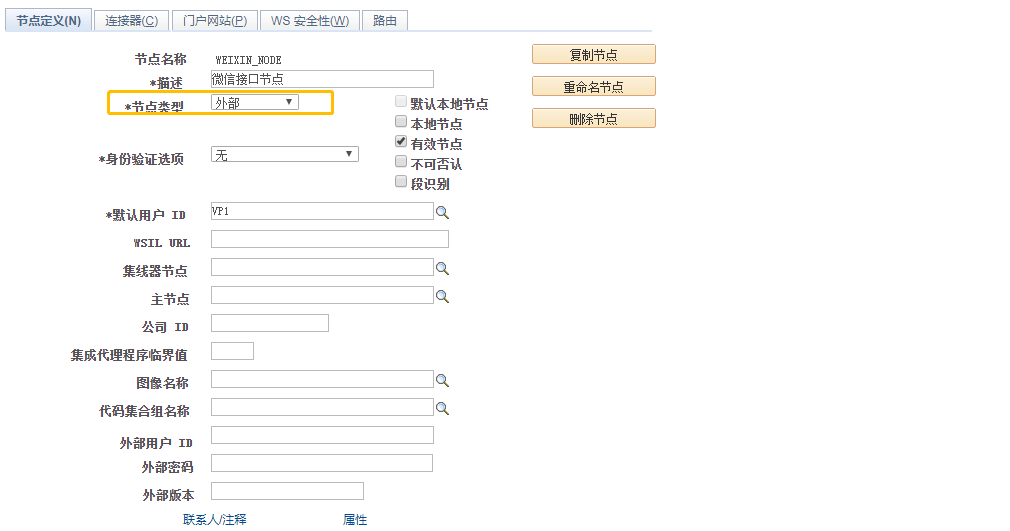 节点定义(N) 连接器(C) 门户网站(P) WS 安全性(W) 路由
节点名称 WEIXIN_NODE 复制节点
*描述 微信接口节点 重命名节点
*节点类型 外部 默认本地节点
本地节点 删除节点
有效节点
*身份验证选项 无 不可否认
段识别
*默认用户 ID VP1
WSIL URL
集线器节点
主节点
公司 ID
集成代理程序临界值
图像名称
代码集合组名称
外部用户 ID
外部密码
外部版本
联系人/注释 属性